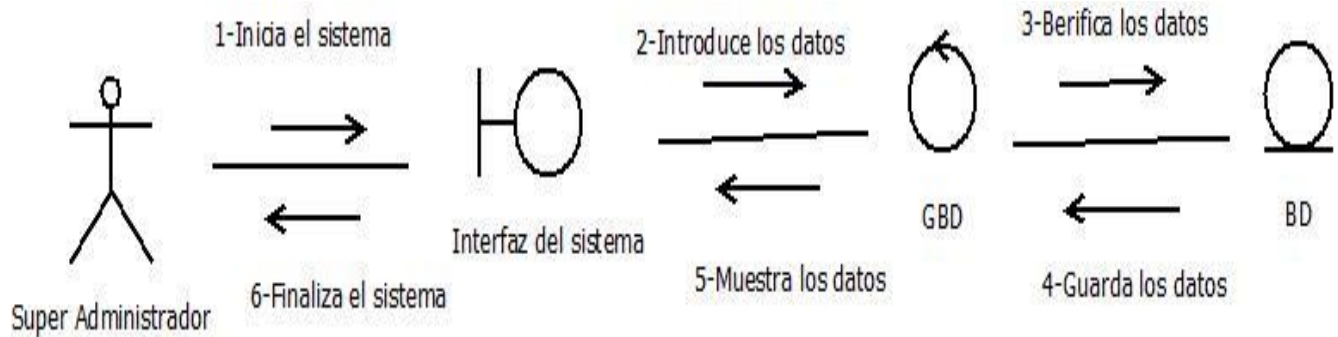 1-Inicia el sistema
2-Introduce los datos
3-Berifica los datos
Super Administrador
Interfaz del sistema
GBD
BD
6-Finaliza el sistema
5-Muestra los datos
4-Guarda los datos